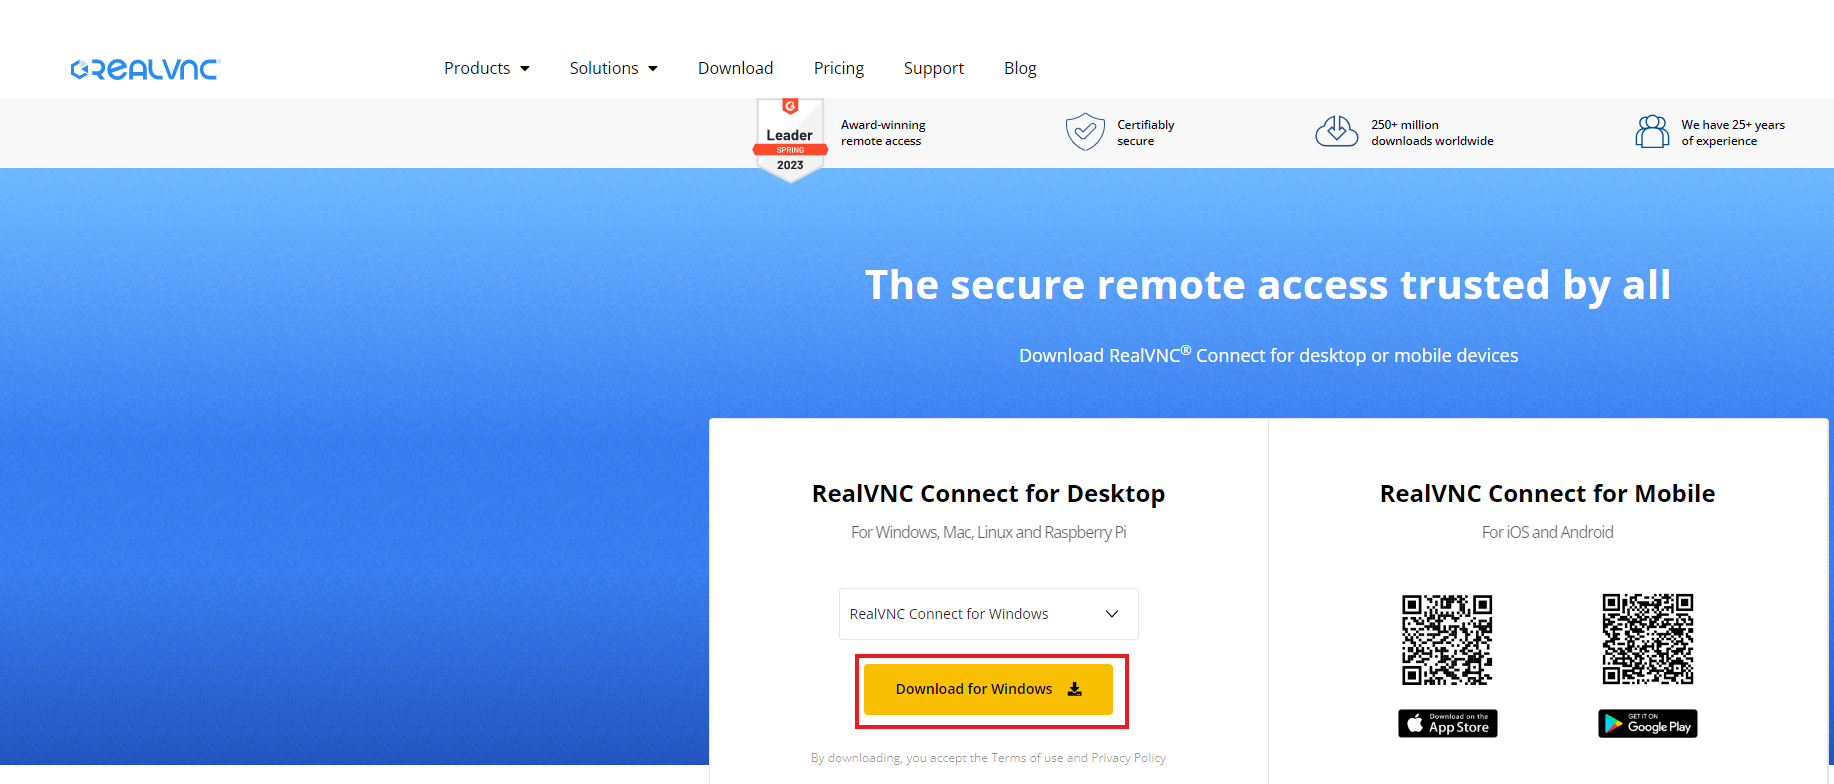 REALVNC
Products
Solutions
Download
Pricing
Support
Blog
Leader
SPRING
2023
Award-winning
remote access
Certifiably
secure
250+ million
downloads worldwide
We have 25+ years
of experience
The secure remote access trusted by all
Download RealVNC® Connect for desktop or mobile devices
RealVNC Connect for Desktop
For Windows, Mac, Linux and Raspberry Pi
RealVNC Connect for Windows
Download for Windows
By downloading, you accept the Terms of use and Privacy Policy
RealVNC Connect for Mobile
For iOS and Android
Download on the
App Store
GET IT ON
Google Play